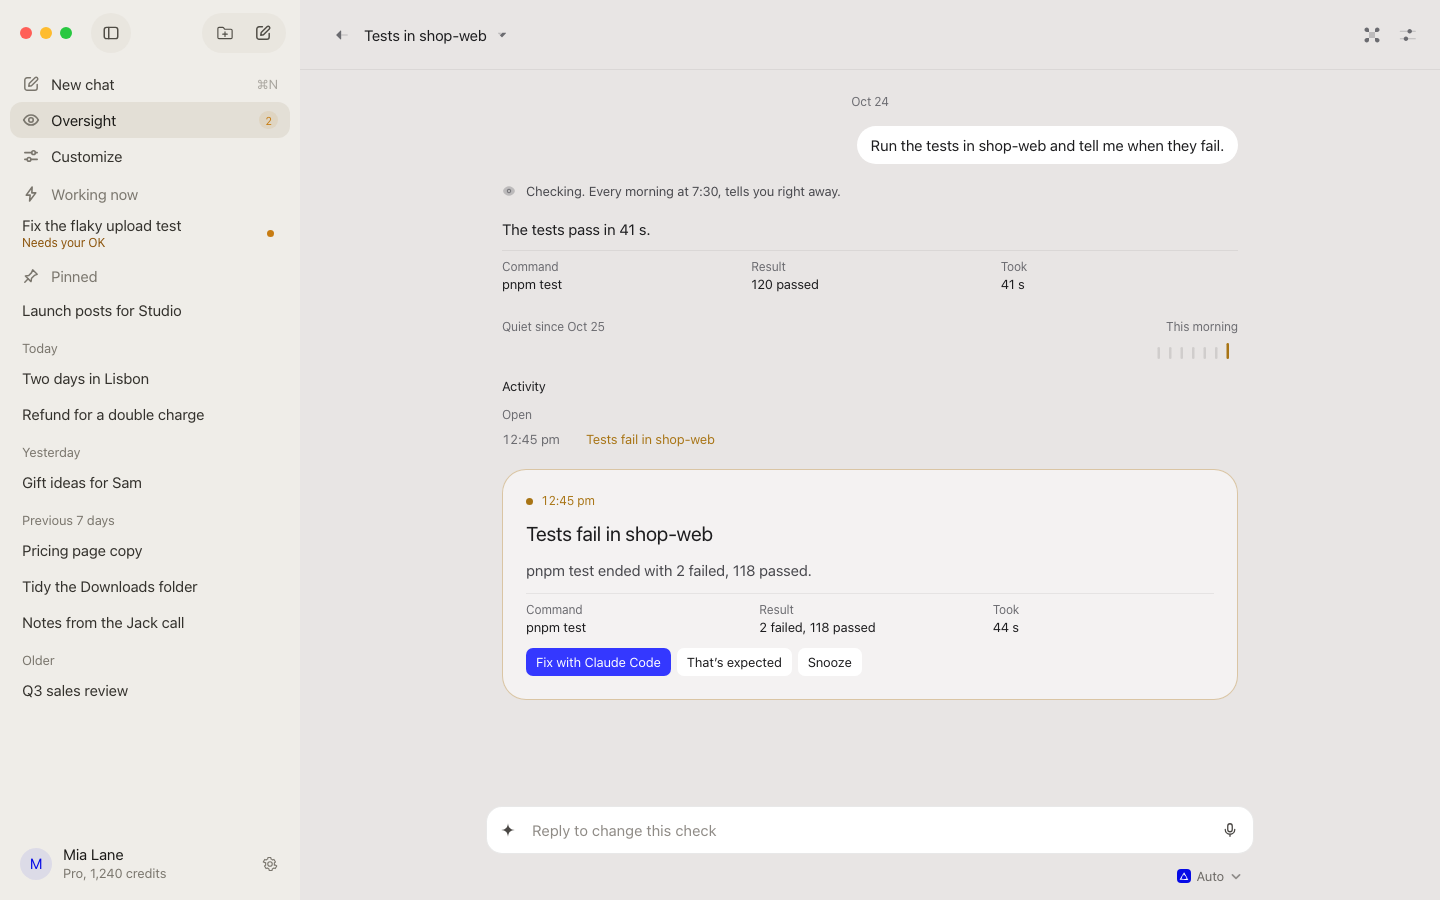 New chat
⌘N
Oversight
2
Customize
Working now
Fix the flaky upload test
Needs your OK
Pinned
Launch posts for Studio
Today
Two days in Lisbon
Refund for a double charge
Yesterday
Gift ideas for Sam
Previous 7 days
Pricing page copy
Tidy the Downloads folder
Notes from the Jack call
Older
Q3 sales review
M
Mia Lane
Pro, 1,240 credits
Tests in shop-web
Oct 24
Run the tests in shop-web and tell me when they fail.
Checking. Every morning at 7:30, tells you right away.
The tests pass in 41 s.
Command
Result
Took
pnpm test
120 passed
41 s
Quiet since Oct 25
This morning
Activity
Open
12:45 pm
Tests fail in shop-web
12:45 pm
Tests fail in shop-web
pnpm test ended with 2 failed, 118 passed.
Command
Result
Took
pnpm test
2 failed, 118 passed
44 s
Fix with Claude Code
That's expected
Snooze
Reply to change this check
Auto